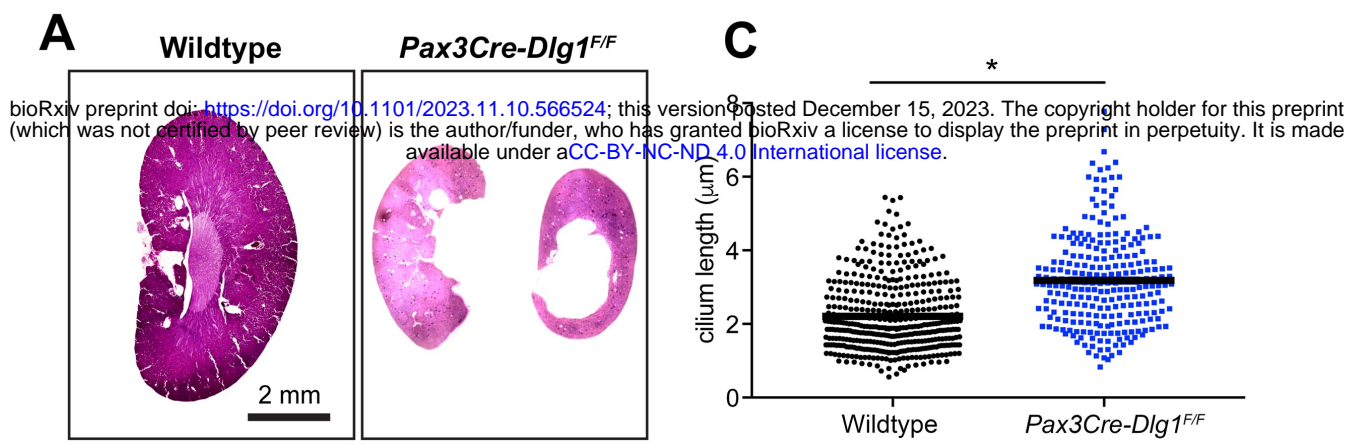 A
Wildtype
Pax3Cre-Dlg1F/F
C
*
bioRxiv preprint doi: https://doi.org/10.1101/2023.11.10.566524; this version posted December 15, 2023. The copyright holder for this preprint
(which was not certified by peer review) is the author/funder, who has granted bioRxiv a license to display the preprint in perpetuity. It is made
available under aCC-BY-NC-ND 4.0 International license.
2 mm
cilium length (μm)
8
6
4
2
0
Wildtype
Pax3Cre-Dlg1F/F